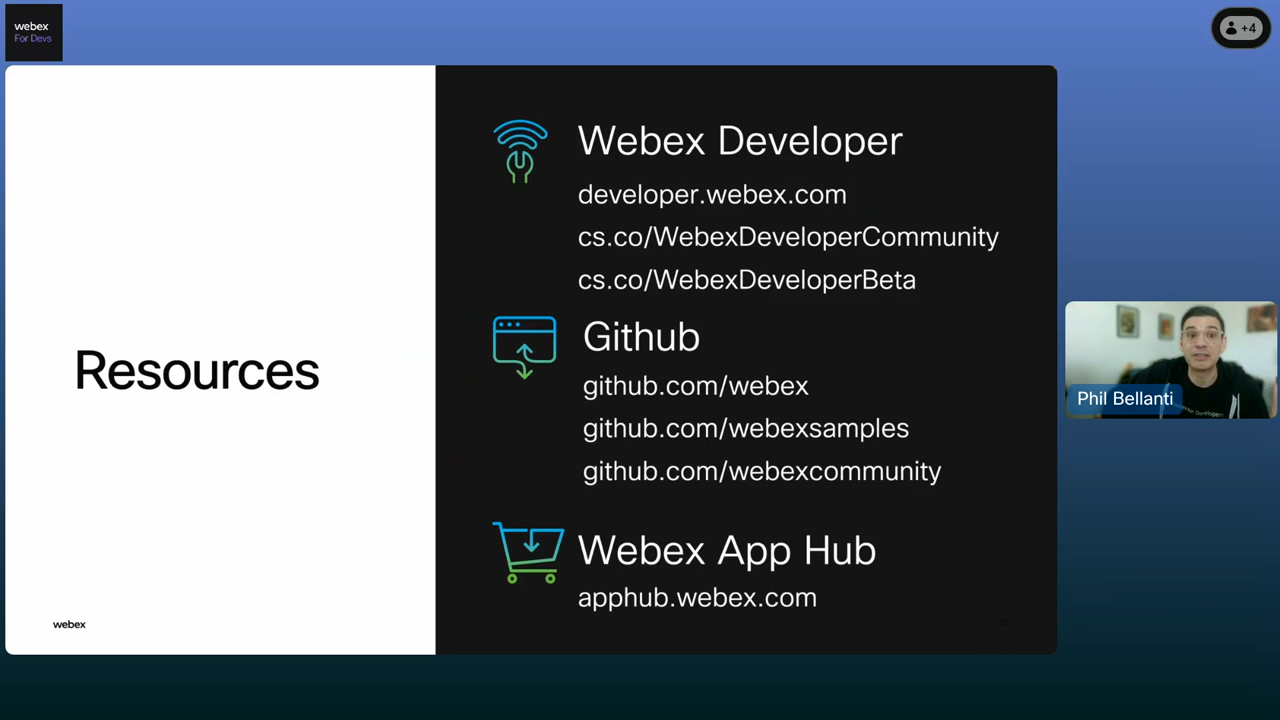 webex
For Devs
+4
Resources
webex
Webex Developer
developer.webex.com
cs.co/WebexDeveloperCommunity
cs.co/WebexDeveloperBeta
Github
github.com/webex
github.com/webexsamples
github.com/webexcommunity
Webex App Hub
apphub.webex.com
Phil Bellanti